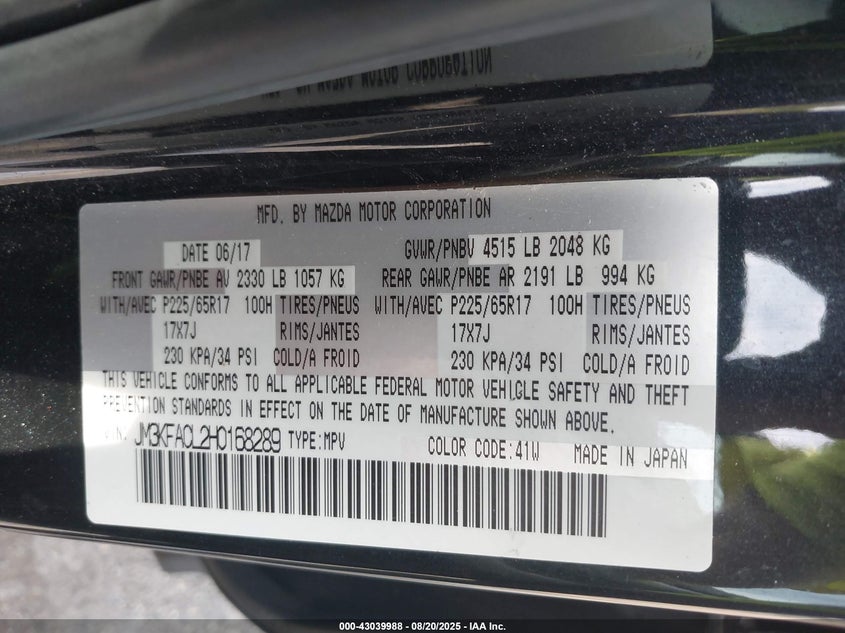 MFD. BY MAZDA MOTOR CORPORATION
DATE 06/17 GVWR/PNBV 4515 LB 2048 KG
FRONT GAWR/PNBE AV 2330 LB 1057 KG REAR GAWR/PNBE AR 2191 LB 994 KG
WITH/AVEC P225/65R17 100H TIRES/PNEUS WITH/AVEC P225/65R17 100H TIRES/PNEUS
17X7J RIMS/JANTES 17X7J RIMS/JANTES
230 KPA/34 PSI COLD/A FROID 230 KPA/34 PSI COLD/A FROID
THIS VEHICLE CONFORMS TO ALL APPLICABLE FEDERAL MOTOR VEHICLE SAFETY AND THEFT
PREVENTION STANDARDS IN EFFECT ON THE DATE OF MANUFACTURE SHOWN ABOVE.
JM3KFACL2H0168289 TYPE:MPV COLOR CODE:41W MADE IN JAPAN
000-43039988 - 08/20/2025 - IAA Inc.